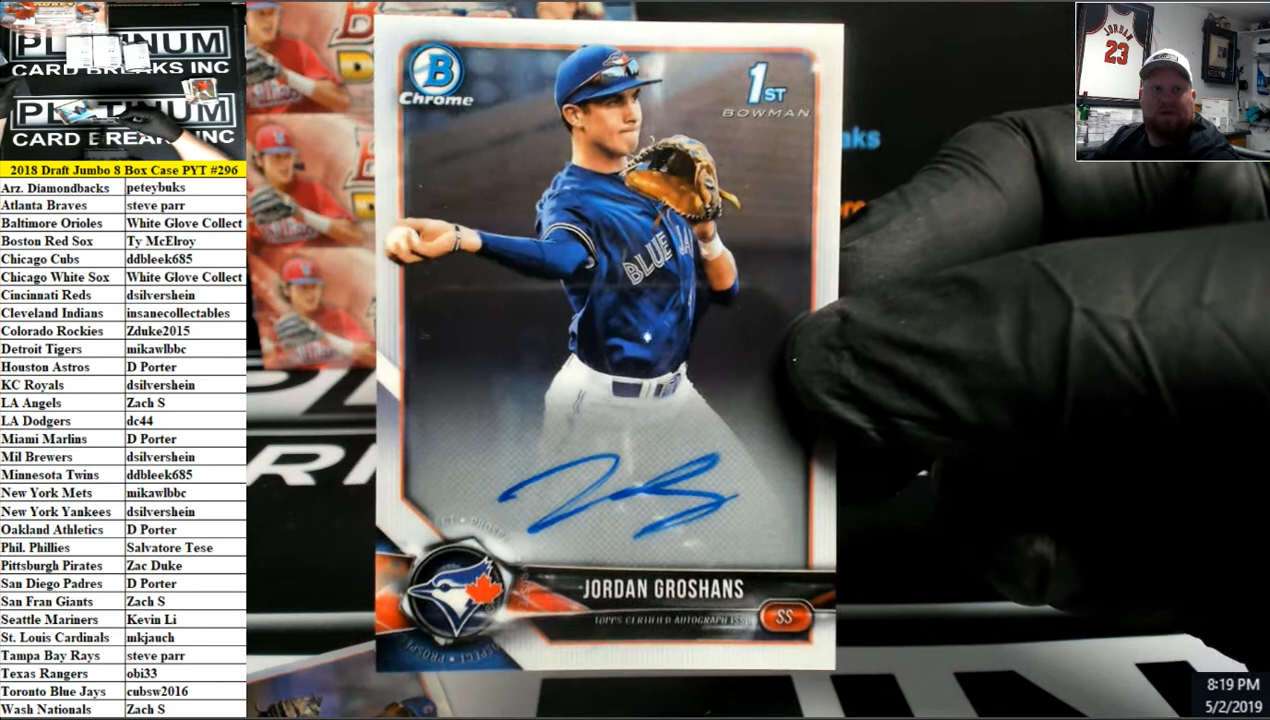 PLATINUM
CARD BREAKS INC
PLATINUM
CARD BREAKS INC
2018 Draft Jumbo 8 Box Case PYT #296
Arz. Diamondbacks peteybuks
Atlanta Braves steve parr
Baltimore Orioles White Glove Collect
Boston Red Sox Ty McElroy
Chicago Cubs ddbleek685
Chicago White Sox White Glove Collect
Cincinnati Reds dsilvershein
Cleveland Indians insanecollectables
Colorado Rockies Zduke2015
Detroit Tigers mikawlbbc
Houston Astros D Porter
KC Royals dsilvershein
LA Angels Zach S
LA Dodgers dc44
Miami Marlins D Porter
Mil Brewers dsilvershein
Minnesota Twins ddbleek685
New York Mets mikawlbbc
New York Yankees dsilvershein
Oakland Athletics D Porter
Phil. Phillies Salvatore Tese
Pittsburgh Pirates Zac Duke
San Diego Padres D Porter
San Fran Giants Zach S
Seattle Mariners Kevin Li
St. Louis Cardinals mkjauch
Tampa Bay Rays steve parr
Texas Rangers obi33
Toronto Blue Jays cubsw2016
Wash Nationals Zach S
B
Chrome
1ST
BOWMAN
BLUE JA
JORDAN GROSHANS
TOPPS CERTIFIED AUTOGRAPH ISSUE
SS
JORDAN
23
8:19 PM
5/2/2019